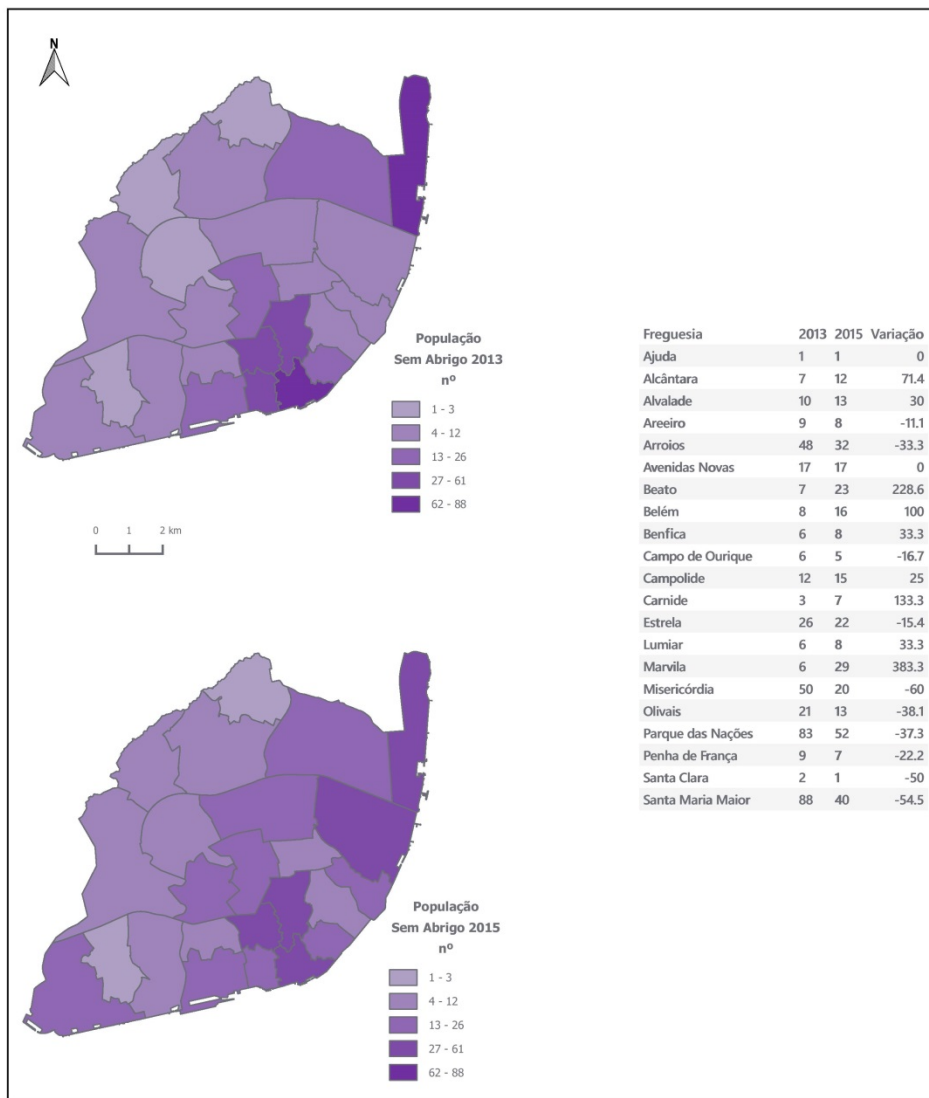 N
População
Sem Abrigo 2013
nº
1 - 3
4 - 12
13 - 26
27 - 61
62 - 88
0 1 2 km
População
Sem Abrigo 2015
nº
1 - 3
4 - 12
13 - 26
27 - 61
62 - 88
Freguesia 2013 2015 Variação
Ajuda 1 1 0
Alcântara 7 12 71.4
Alvalade 10 13 30
Areeiro 9 8 -11.1
Arroios 48 32 -33.3
Avenidas Novas 17 17 0
Beato 7 23 228.6
Belém 8 16 100
Benfica 6 8 33.3
Campo de Ourique 6 5 -16.7
Campolide 12 15 25
Carnide 3 7 133.3
Estrela 26 22 -15.4
Lumiar 6 8 33.3
Marvila 6 29 383.3
Misericórdia 50 20 -60
Olivais 21 13 -38.1
Parque das Nações 83 52 -37.3
Penha de França 9 7 -22.2
Santa Clara 2 1 -50
Santa Maria Maior 88 40 -54.5